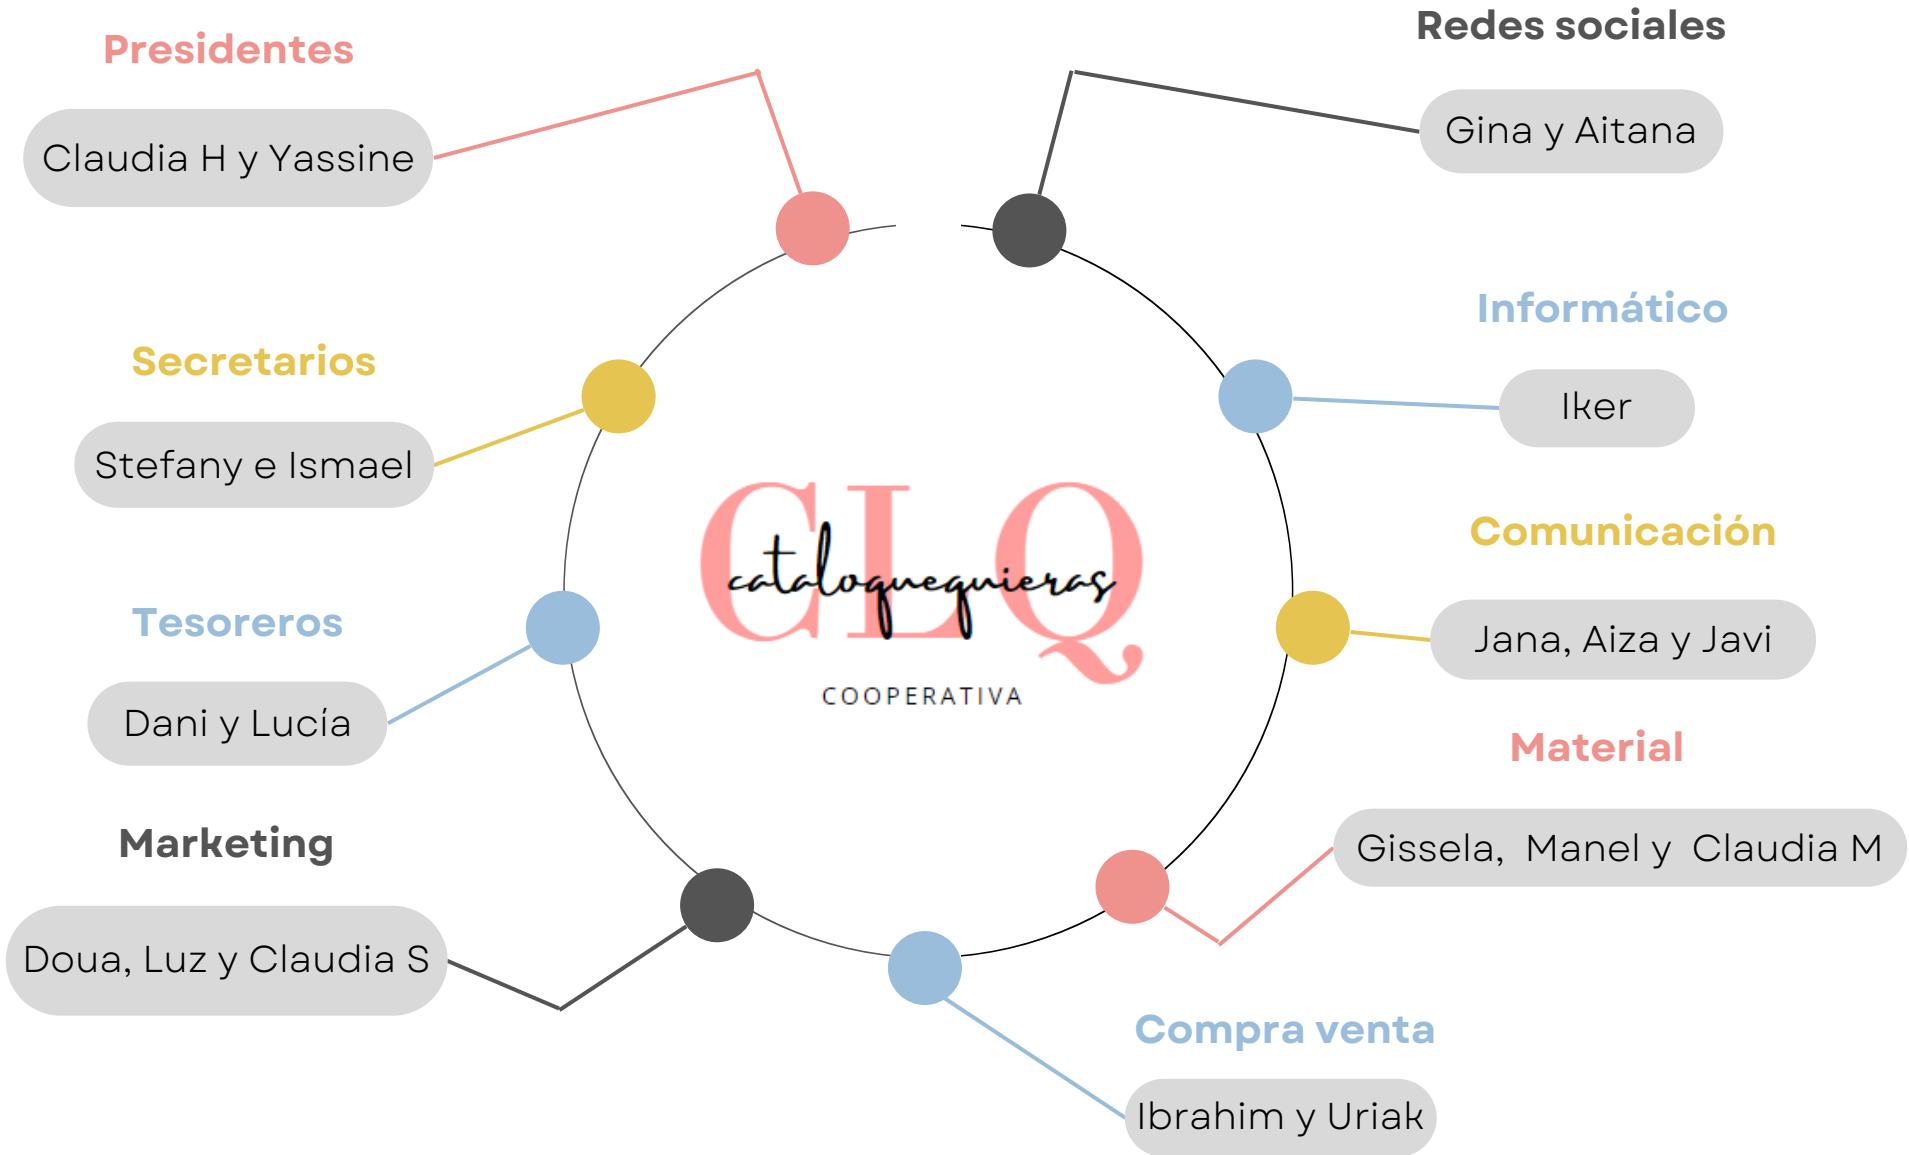 Presidentes
Claudia H y Yassine
Secretarios
Stefany e Ismael
Tesoreros
Dani y Lucía
Marketing
Doua, Luz y Claudia S
CLQ
cataloquequieras
COOPERATIVA
Redes sociales
Gina y Aitana
Informático
Iker
Comunicación
Jana, Aiza y Javi
Material
Gissela, Manel y Claudia M
Compra venta
Ibrahim y Uriak